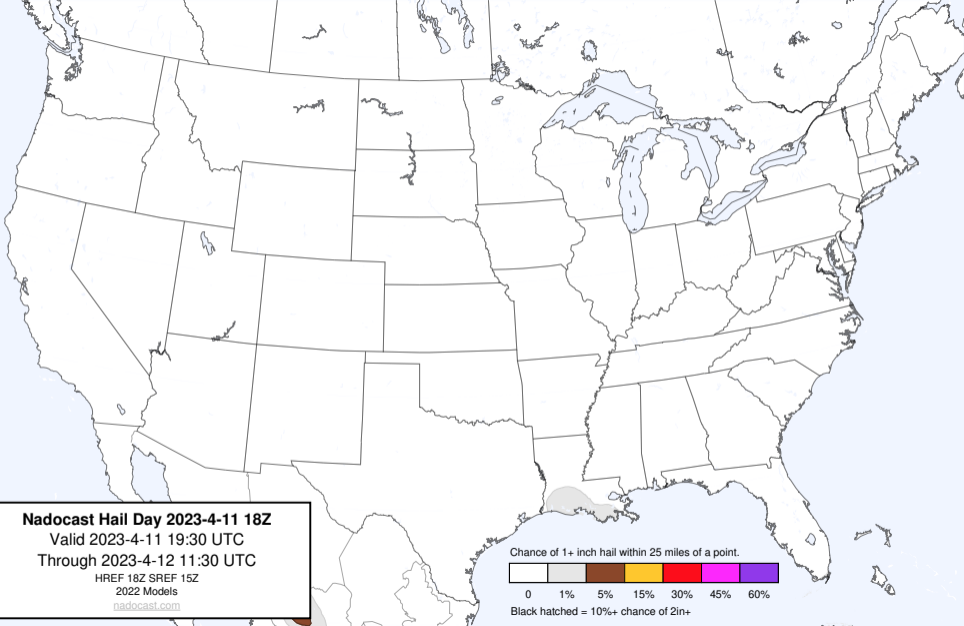 Nadocast Hail Day 2023-4-11 18Z
Valid 2023-4-11 19:30 UTC
Through 2023-4-12 11:30 UTC
HREF 18Z SREF 15Z
2022 Models
nadocast.com
Chance of 1+ inch hail within 25 miles of a point.
0 1% 5% 15% 30% 45% 60%
Black hatched = 10%+ chance of 2in+